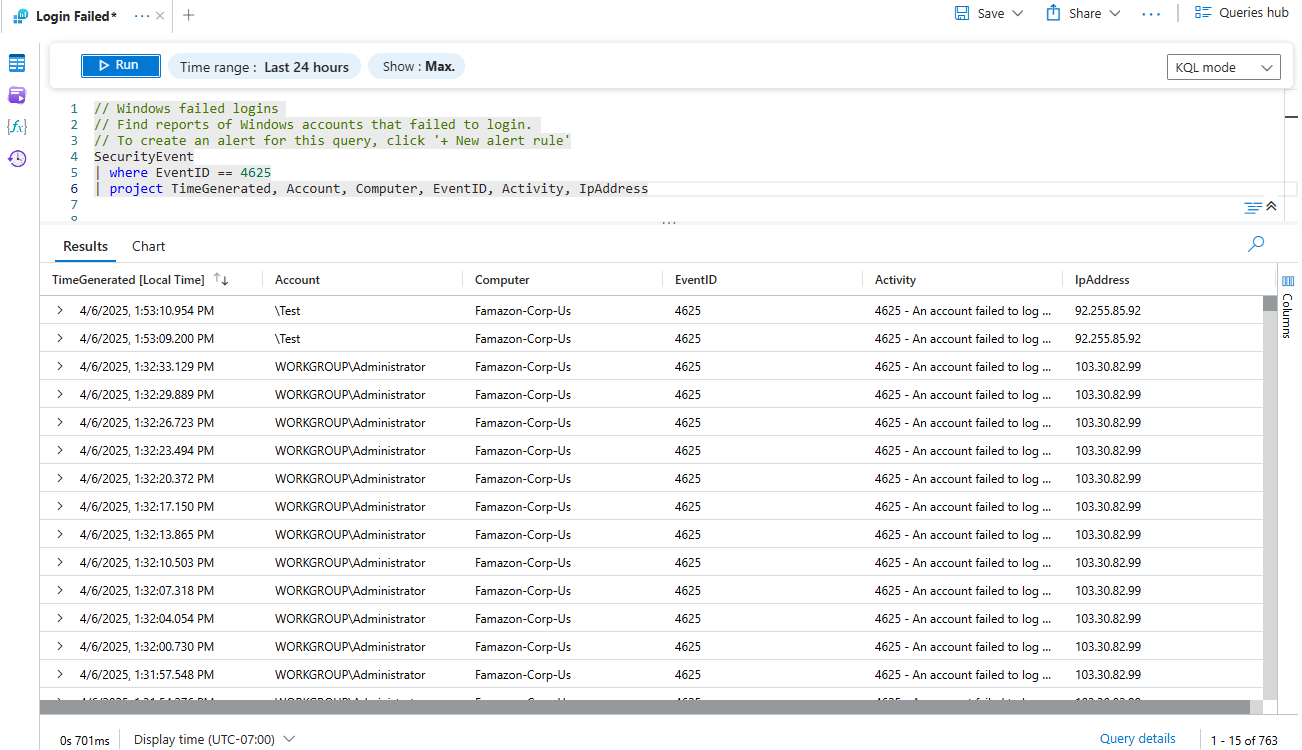 Login Failed* ··· × +
Save Share ··· Queries hub
Run Time range : Last 24 hours Show : Max. KQL mode
1 // Windows failed logins
2 // Find reports of Windows accounts that failed to login.
3 // To create an alert for this query, click '+ New alert rule'
4 SecurityEvent
5 | where EventID == 4625
6 | project TimeGenerated, Account, Computer, EventID, Activity, IpAddress
7
8
...
Results Chart
TimeGenerated [Local Time] ↑↓ Account Computer EventID Activity IpAddress
Columns
> 4/6/2025, 1:53:10.954 PM \Test Famazon-Corp-Us 4625 4625 - An account failed to log ... 92.255.85.92
> 4/6/2025, 1:53:09.200 PM \Test Famazon-Corp-Us 4625 4625 - An account failed to log ... 92.255.85.92
> 4/6/2025, 1:32:33.129 PM WORKGROUP\Administrator Famazon-Corp-Us 4625 4625 - An account failed to log ... 103.30.82.99
> 4/6/2025, 1:32:29.889 PM WORKGROUP\Administrator Famazon-Corp-Us 4625 4625 - An account failed to log ... 103.30.82.99
> 4/6/2025, 1:32:26.723 PM WORKGROUP\Administrator Famazon-Corp-Us 4625 4625 - An account failed to log ... 103.30.82.99
> 4/6/2025, 1:32:23.494 PM WORKGROUP\Administrator Famazon-Corp-Us 4625 4625 - An account failed to log ... 103.30.82.99
> 4/6/2025, 1:32:20.372 PM WORKGROUP\Administrator Famazon-Corp-Us 4625 4625 - An account failed to log ... 103.30.82.99
> 4/6/2025, 1:32:17.150 PM WORKGROUP\Administrator Famazon-Corp-Us 4625 4625 - An account failed to log ... 103.30.82.99
> 4/6/2025, 1:32:13.865 PM WORKGROUP\Administrator Famazon-Corp-Us 4625 4625 - An account failed to log ... 103.30.82.99
> 4/6/2025, 1:32:10.503 PM WORKGROUP\Administrator Famazon-Corp-Us 4625 4625 - An account failed to log ... 103.30.82.99
> 4/6/2025, 1:32:07.318 PM WORKGROUP\Administrator Famazon-Corp-Us 4625 4625 - An account failed to log ... 103.30.82.99
> 4/6/2025, 1:32:04.054 PM WORKGROUP\Administrator Famazon-Corp-Us 4625 4625 - An account failed to log ... 103.30.82.99
> 4/6/2025, 1:32:00.730 PM WORKGROUP\Administrator Famazon-Corp-Us 4625 4625 - An account failed to log ... 103.30.82.99
> 4/6/2025, 1:31:57.548 PM WORKGROUP\Administrator Famazon-Corp-Us 4625 4625 - An account failed to log ... 103.30.82.99
0s 701ms Display time (UTC-07:00) Query details 1 - 15 of 763